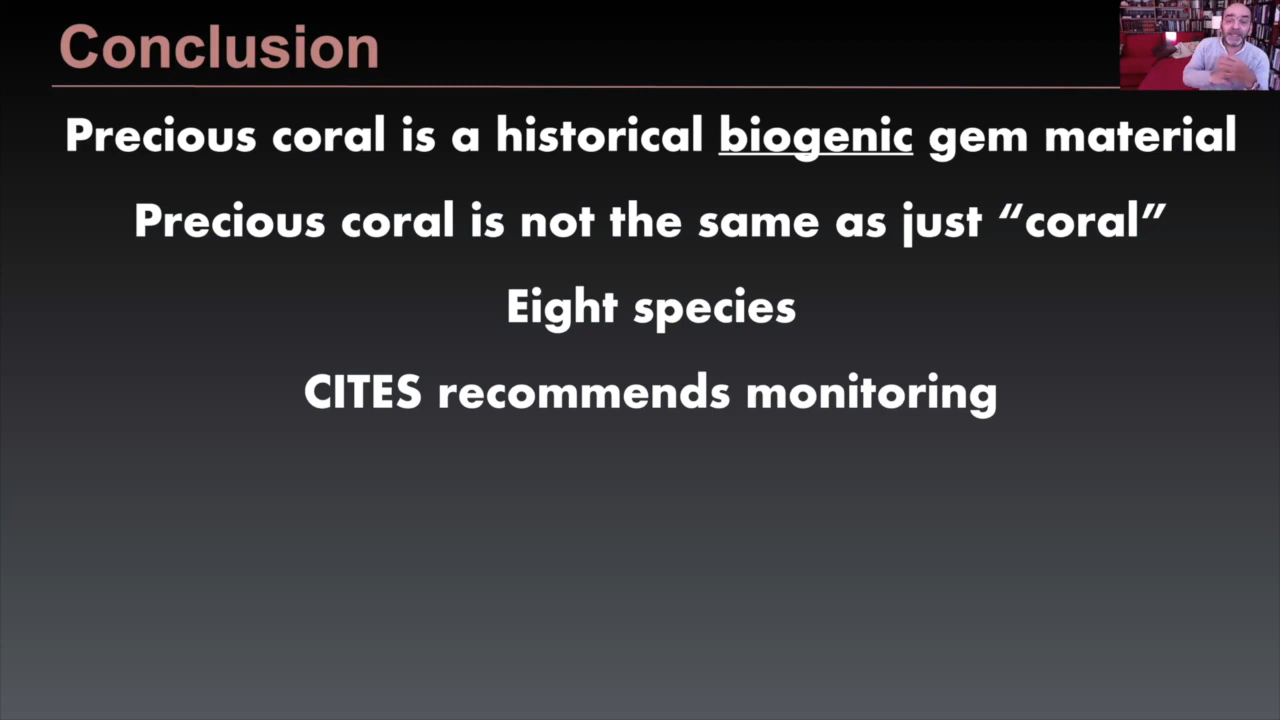 Conclusion
Precious coral is a historical biogenic gem material
Precious coral is not the same as just “coral”
Eight species
CITES recommends monitoring